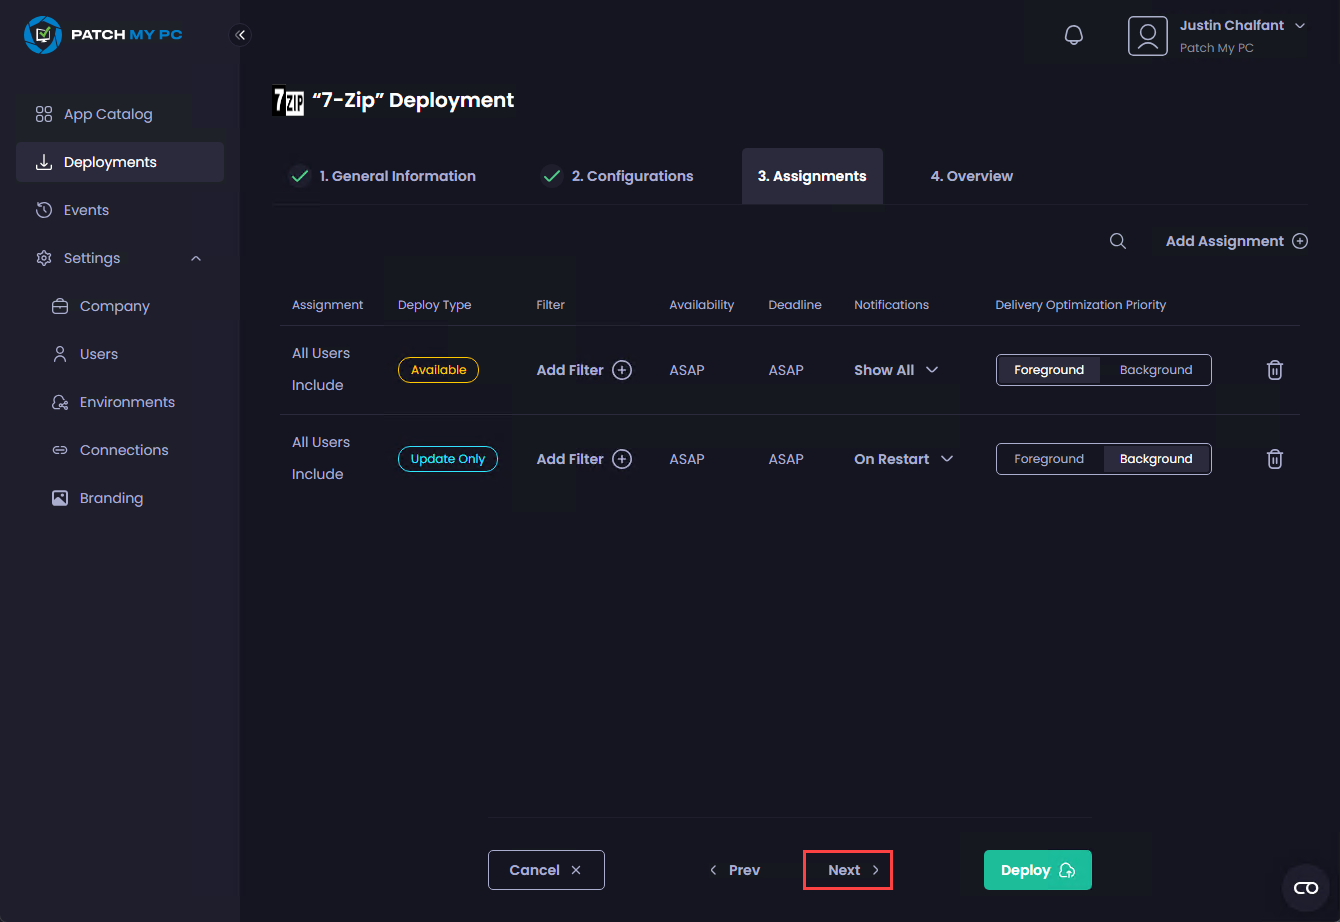 PATCH MY PC
Justin Chalfant
Patch My PC
App Catalog
Deployments
Events
Settings
Company
Users
Environments
Connections
Branding
7ZIP “7-Zip” Deployment
1. General Information 2. Configurations 3. Assignments 4. Overview
Add Assignment
Assignment Deploy Type Filter Availability Deadline Notifications Delivery Optimization Priority
All Users
Include
Available Add Filter ASAP ASAP Show All Foreground Background
All Users
Include
Update Only Add Filter ASAP ASAP On Restart Foreground Background
Cancel Prev Next Deploy